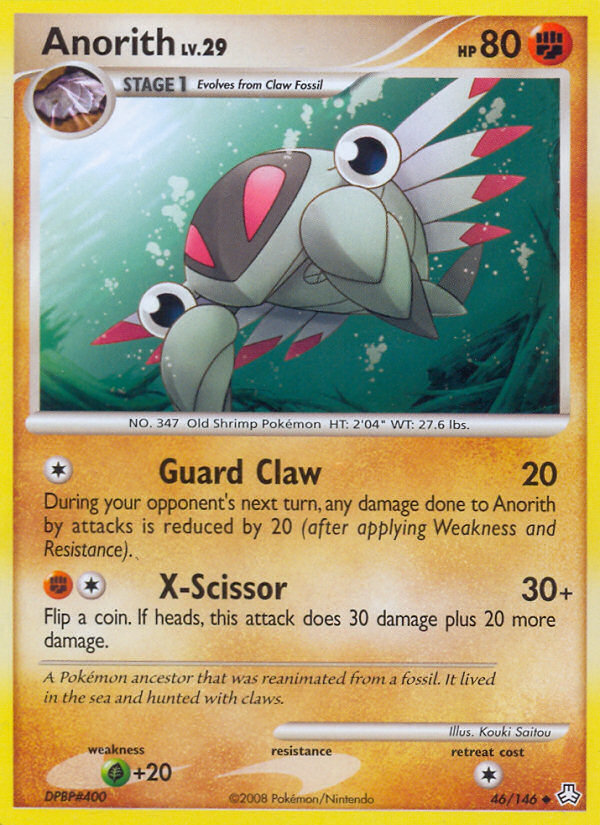 Anorith LV.29 HP 80
STAGE 1 Evolves from Claw Fossil
NO. 347 Old Shrimp Pokémon HT: 2'04" WT: 27.6 lbs.
Guard Claw 20
During your opponent's next turn, any damage done to Anorith
by attacks is reduced by 20 (after applying Weakness and
Resistance).
X-Scissor 30+
Flip a coin. If heads, this attack does 30 damage plus 20 more
damage.
A Pokémon ancestor that was reanimated from a fossil. It lived
in the sea and hunted with claws.
Illus. Kouki Saitou
weakness resistance retreat cost
+20
DPBP#400 ©2008 Pokémon/Nintendo 46/146